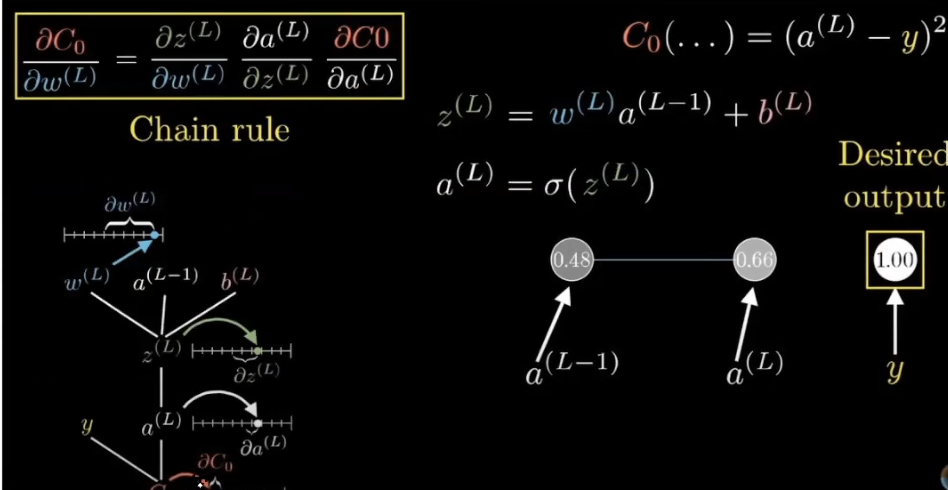 ∂C₀/∂w⁽ᴸ⁾ = ∂z⁽ᴸ⁾/∂w⁽ᴸ⁾ ∂a⁽ᴸ⁾/∂z⁽ᴸ⁾ ∂C0/∂a⁽ᴸ⁾
Chain rule
C₀(...) = (a⁽ᴸ⁾ − y)²
z⁽ᴸ⁾ = w⁽ᴸ⁾a⁽ᴸ⁻¹⁾ + b⁽ᴸ⁾
a⁽ᴸ⁾ = σ(z⁽ᴸ⁾)
Desired
output
∂w⁽ᴸ⁾
w⁽ᴸ⁾ a⁽ᴸ⁻¹⁾ b⁽ᴸ⁾
z⁽ᴸ⁾
∂z⁽ᴸ⁾
y a⁽ᴸ⁾
∂a⁽ᴸ⁾
∂C₀
0.48 0.66 1.00
a⁽ᴸ⁻¹⁾ a⁽ᴸ⁾ y